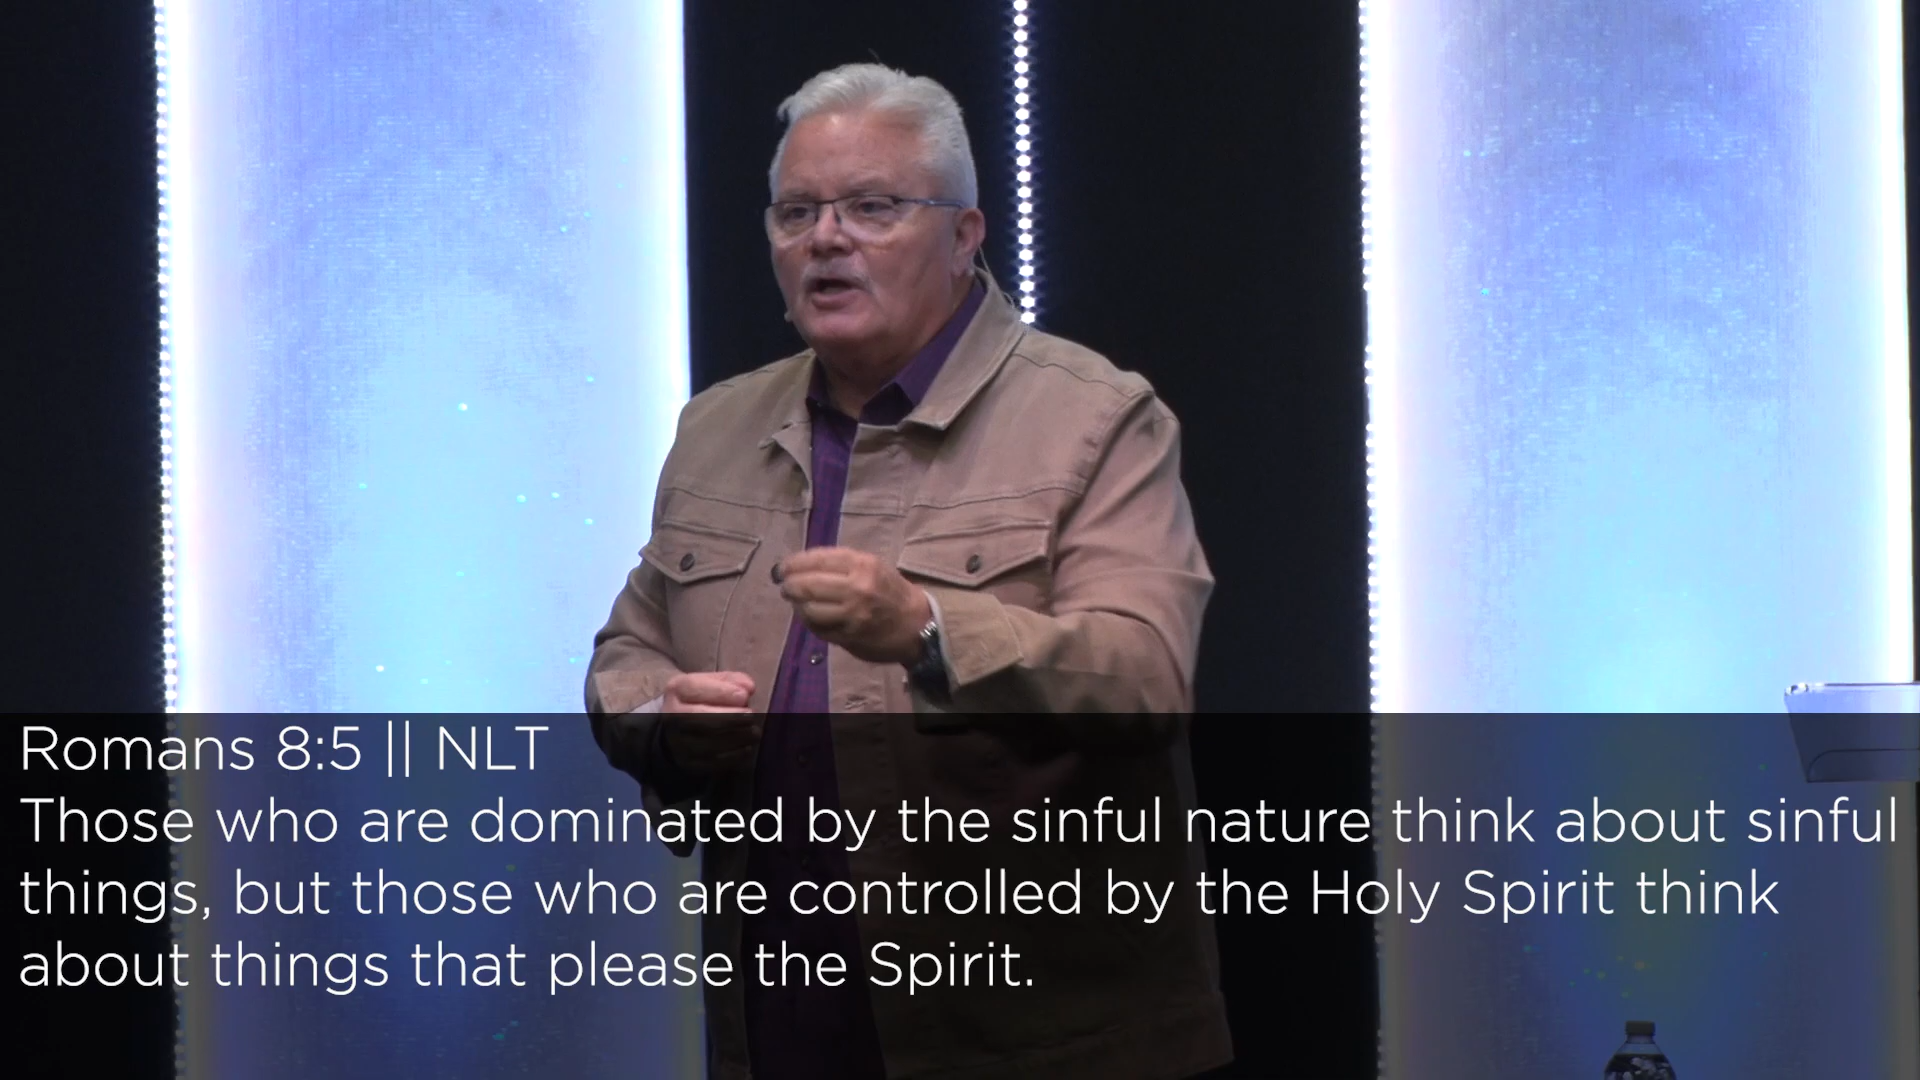 Romans 8:5 || NLT
Those who are dominated by the sinful nature think about sinful
things, but those who are controlled by the Holy Spirit think
about things that please the Spirit.